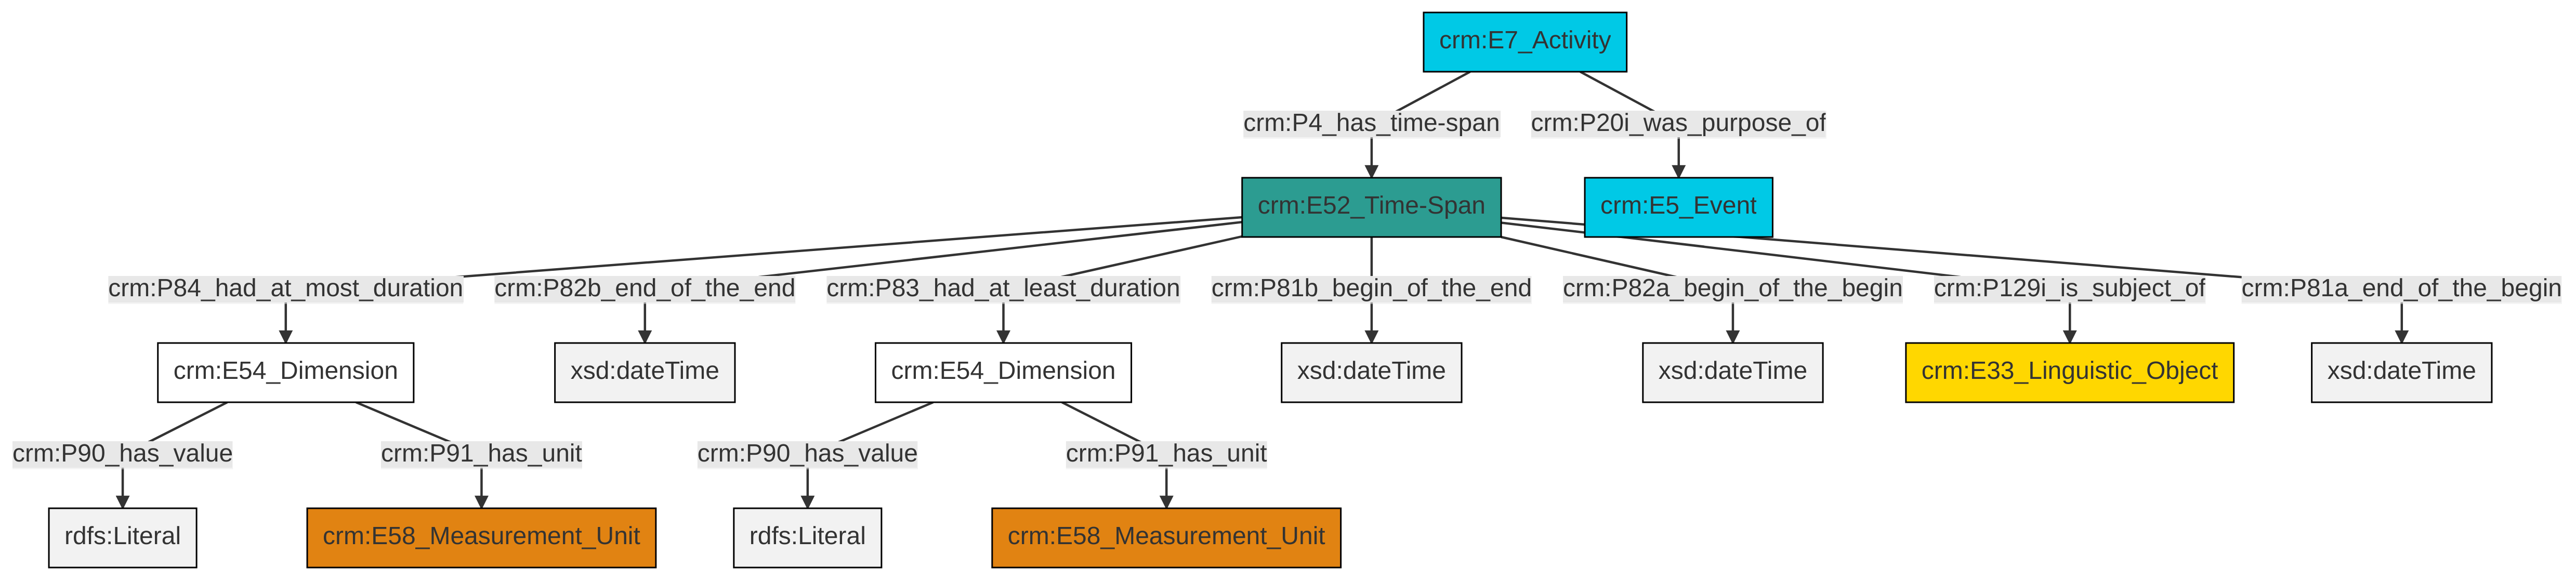 crm:E7_Activity
crm:P4_has_time-span
crm:P20i_was_purpose_of
crm:E52_Time-Span
crm:E5_Event
crm:P84_had_at_most_duration
crm:P82b_end_of_the_end
crm:P83_had_at_least_duration
crm:P81b_begin_of_the_end
crm:P82a_begin_of_the_begin
crm:P129i_is_subject_of
crm:P81a_end_of_the_begin
crm:E54_Dimension
xsd:dateTime
crm:E54_Dimension
xsd:dateTime
xsd:dateTime
crm:E33_Linguistic_Object
xsd:dateTime
crm:P90_has_value
crm:P91_has_unit
crm:P90_has_value
crm:P91_has_unit
rdfs:Literal
crm:E58_Measurement_Unit
rdfs:Literal
crm:E58_Measurement_Unit